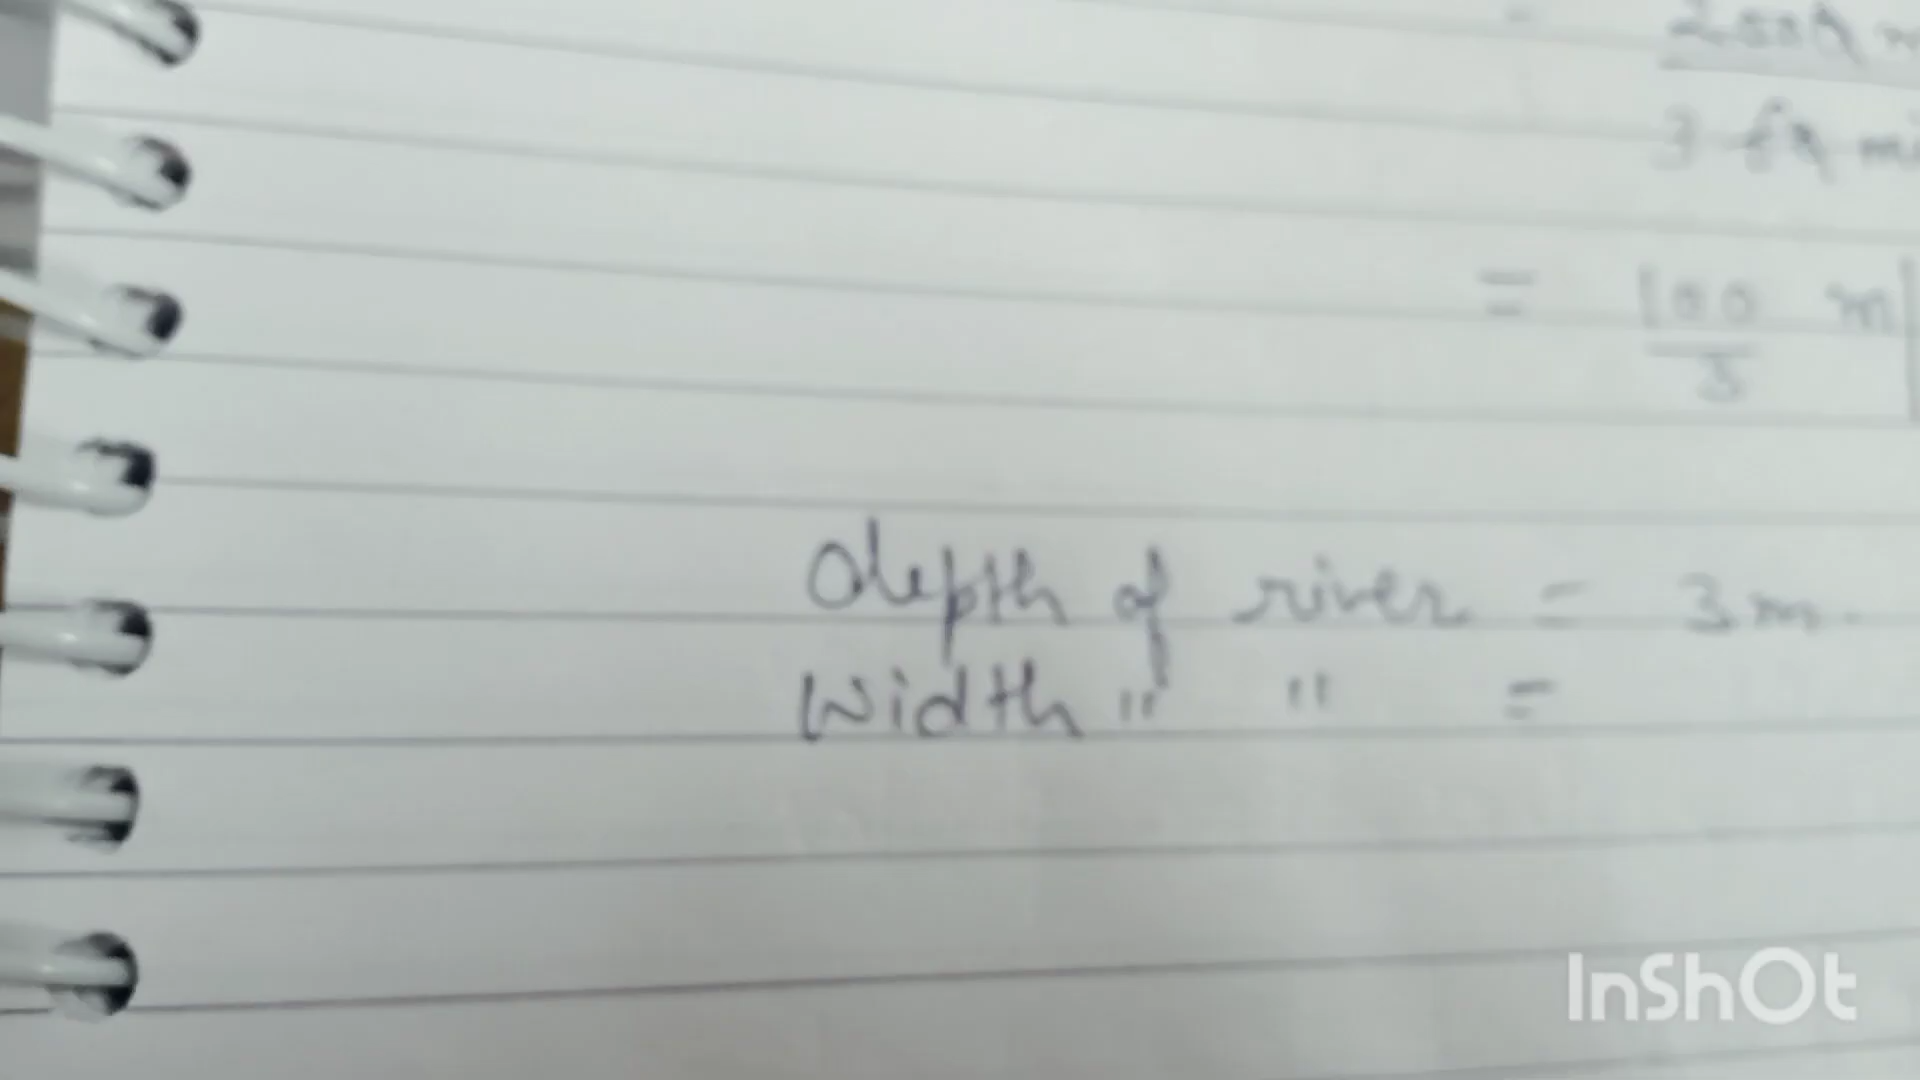 = 100 m
3
depth of river = 3m.
Width " " =
InShOt